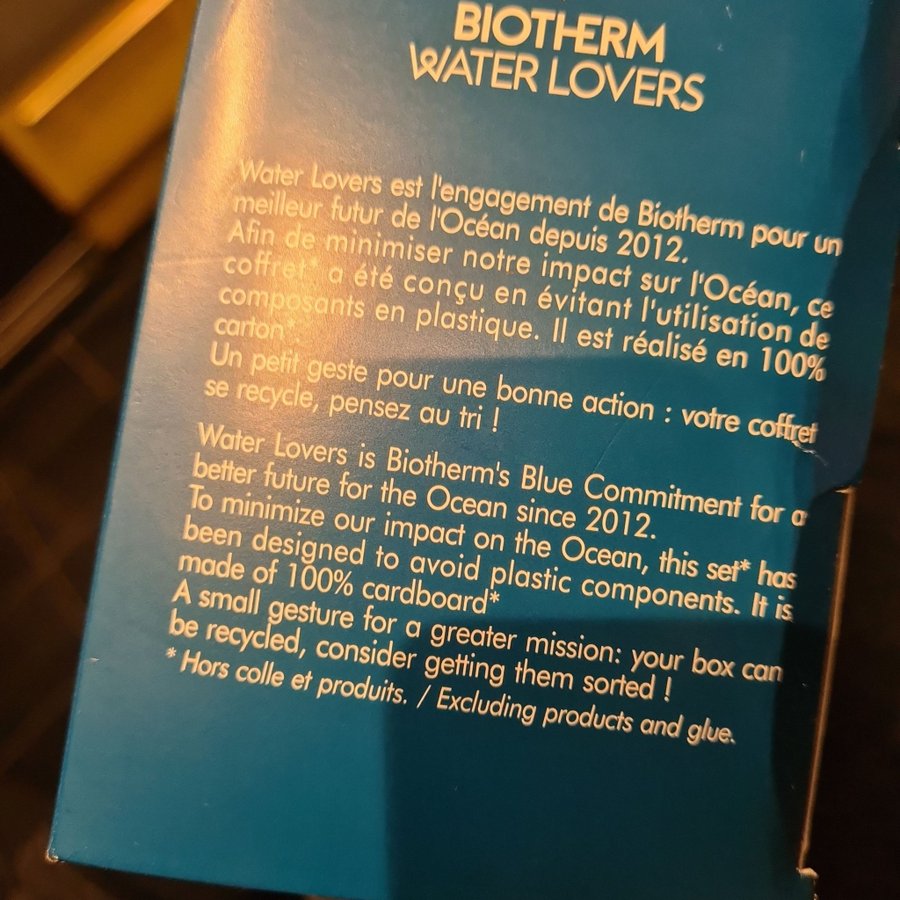 BIOTHERM
WATER LOVERS
Water Lovers est l'engagement de Biotherm pour un
meilleur futur de l'Océan depuis 2012.
Afin de minimiser notre impact sur l'Océan, ce
coffret* a été conçu en évitant l'utilisation de
composants en plastique. Il est réalisé en 100%
carton*.
Un petit geste pour une bonne action : votre coffret
se recycle, pensez au tri !
Water Lovers is Biotherm's Blue Commitment for a
better future for the Ocean since 2012.
To minimize our impact on the Ocean, this set* has
been designed to avoid plastic components. It is
made of 100% cardboard*
A small gesture for a greater mission: your box can
be recycled, consider getting them sorted !
* Hors colle et produits. / Excluding products and glue.